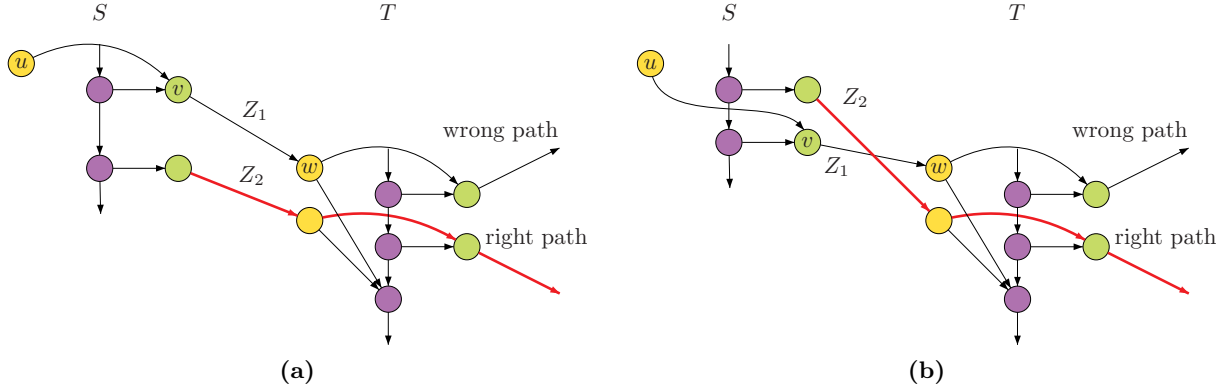 S T
u
v
Z1
wrong path
w
Z2
right path
(a)
S T
u
Z2
v
wrong path
Z1
w
right path
(b)